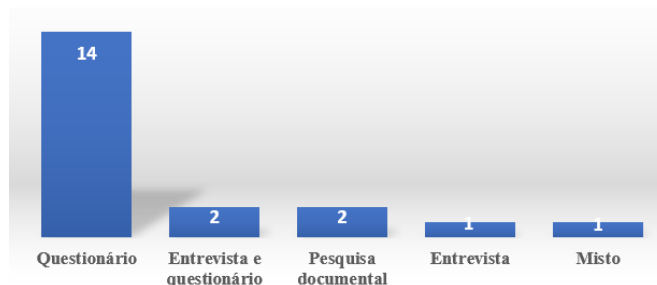 14
2
2
1
1
Questionário
Entrevista e
questionário
Pesquisa
documental
Entrevista
Misto